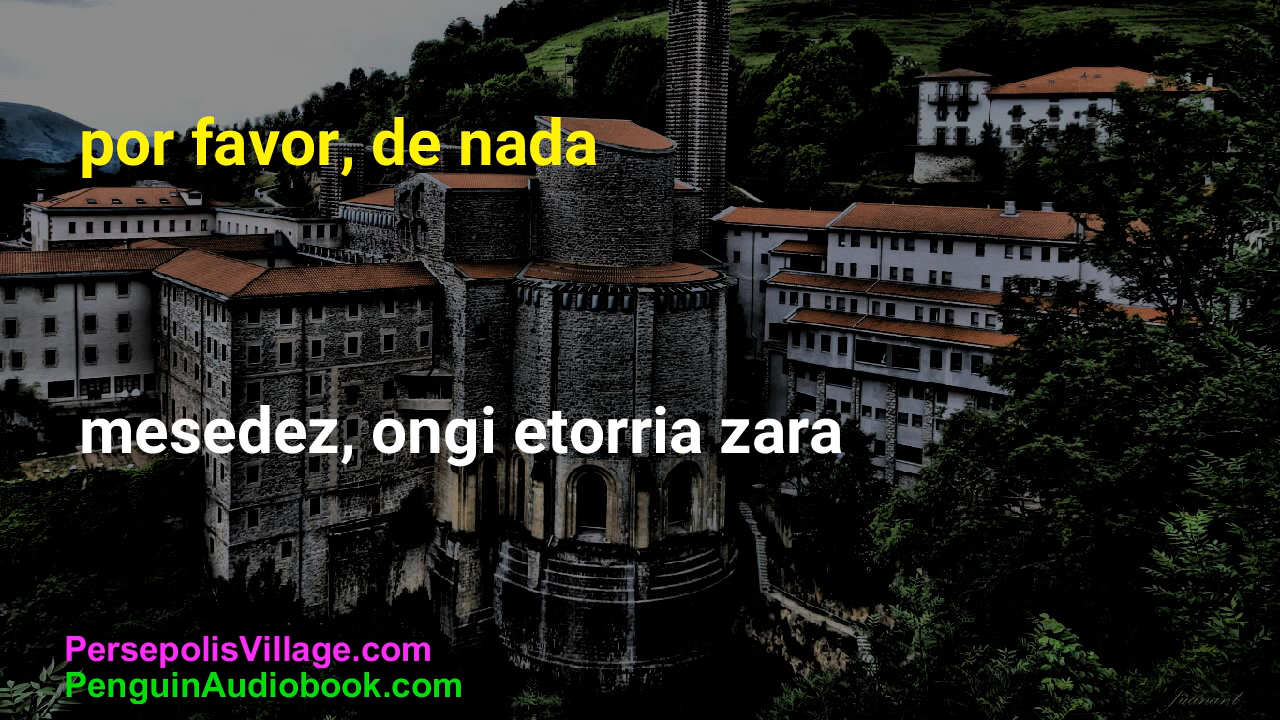 por favor, de nada
mesedez, ongi etorria zara
PersepolisVillage.com
PenguinAudiobook.com